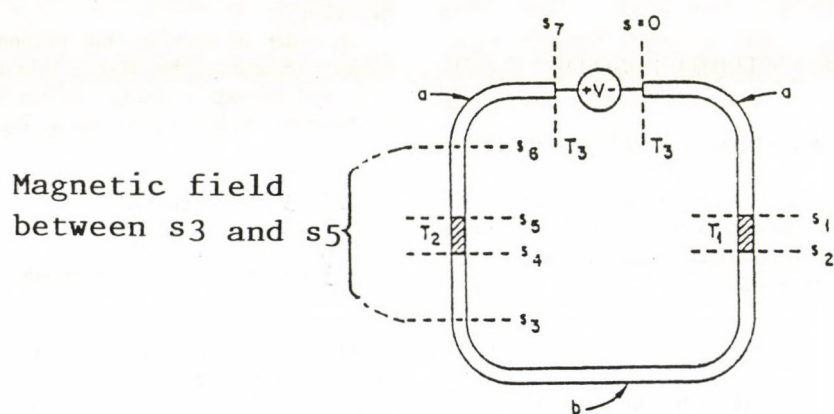 s7 s=0
+V-
a a
T3 T3
s6
Magnetic field
between s3 and s5
s5 s1
T2 T1
s4 s2
s3
b